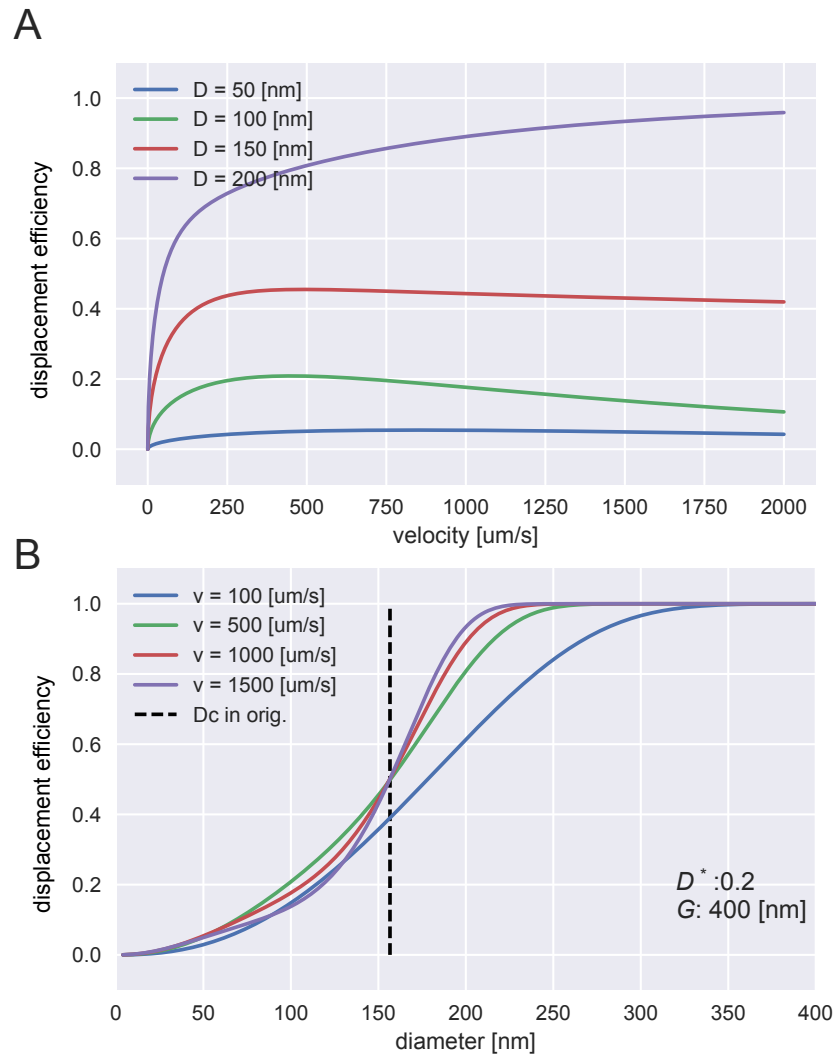 A
1.0
0.8
0.6
0.4
0.2
0.0
displacement efficiency
D = 50 [nm]
D = 100 [nm]
D = 150 [nm]
D = 200 [nm]
0 250 500 750 1000 1250 1500 1750 2000
velocity [um/s]
B
1.0
0.8
0.6
0.4
0.2
0.0
displacement efficiency
v = 100 [um/s]
v = 500 [um/s]
v = 1000 [um/s]
v = 1500 [um/s]
Dc in orig.
D * :0.2
G: 400 [nm]
0 50 100 150 200 250 300 350 400
diameter [nm]